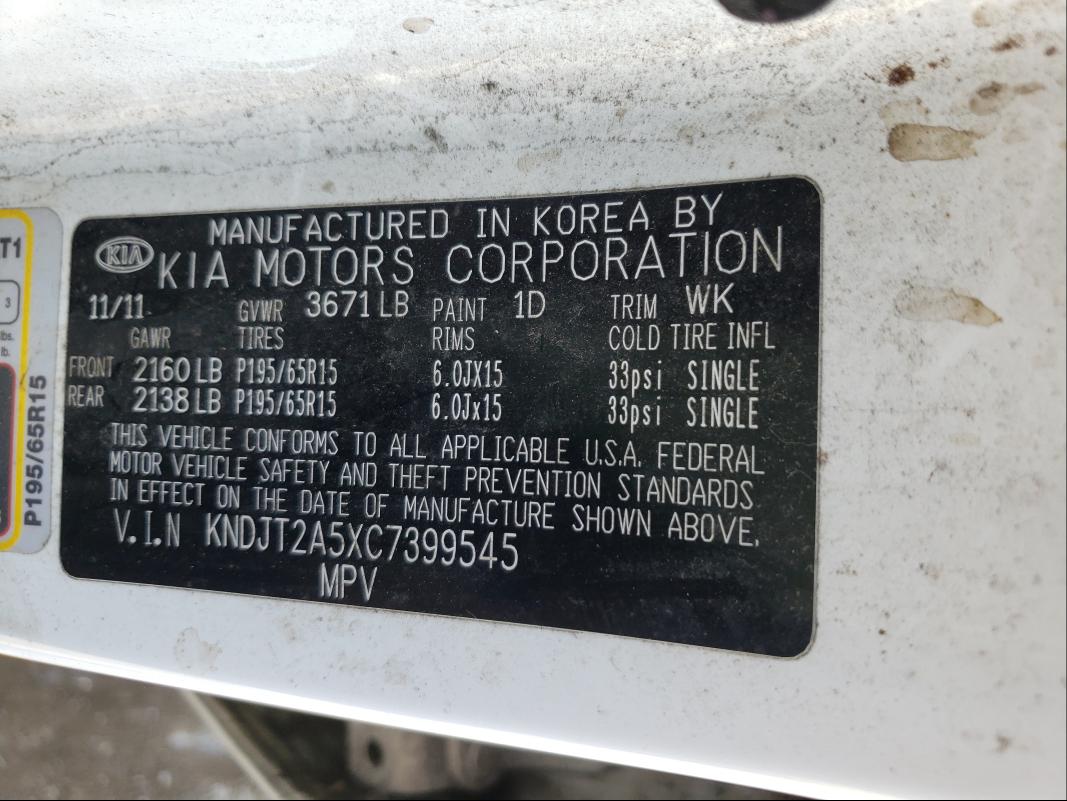 MANUFACTURED IN KOREA BY
KIA KIA MOTORS CORPORATION
11/11 GVWR 3671 LB PAINT 1D TRIM WK
GAWR TIRES RIMS COLD TIRE INFL
FRONT 2160 LB P195/65R15 6.0JX15 33psi SINGLE
REAR 2138 LB P195/65R15 6.0Jx15 33psi SINGLE
THIS VEHICLE CONFORMS TO ALL APPLICABLE U.S.A. FEDERAL
MOTOR VEHICLE SAFETY AND THEFT PREVENTION STANDARDS
IN EFFECT ON THE DATE OF MANUFACTURE SHOWN ABOVE.
V.I.N KNDJT2A5XC7399545
MPV
T1
3
lbs.
lb.
P195/65R15